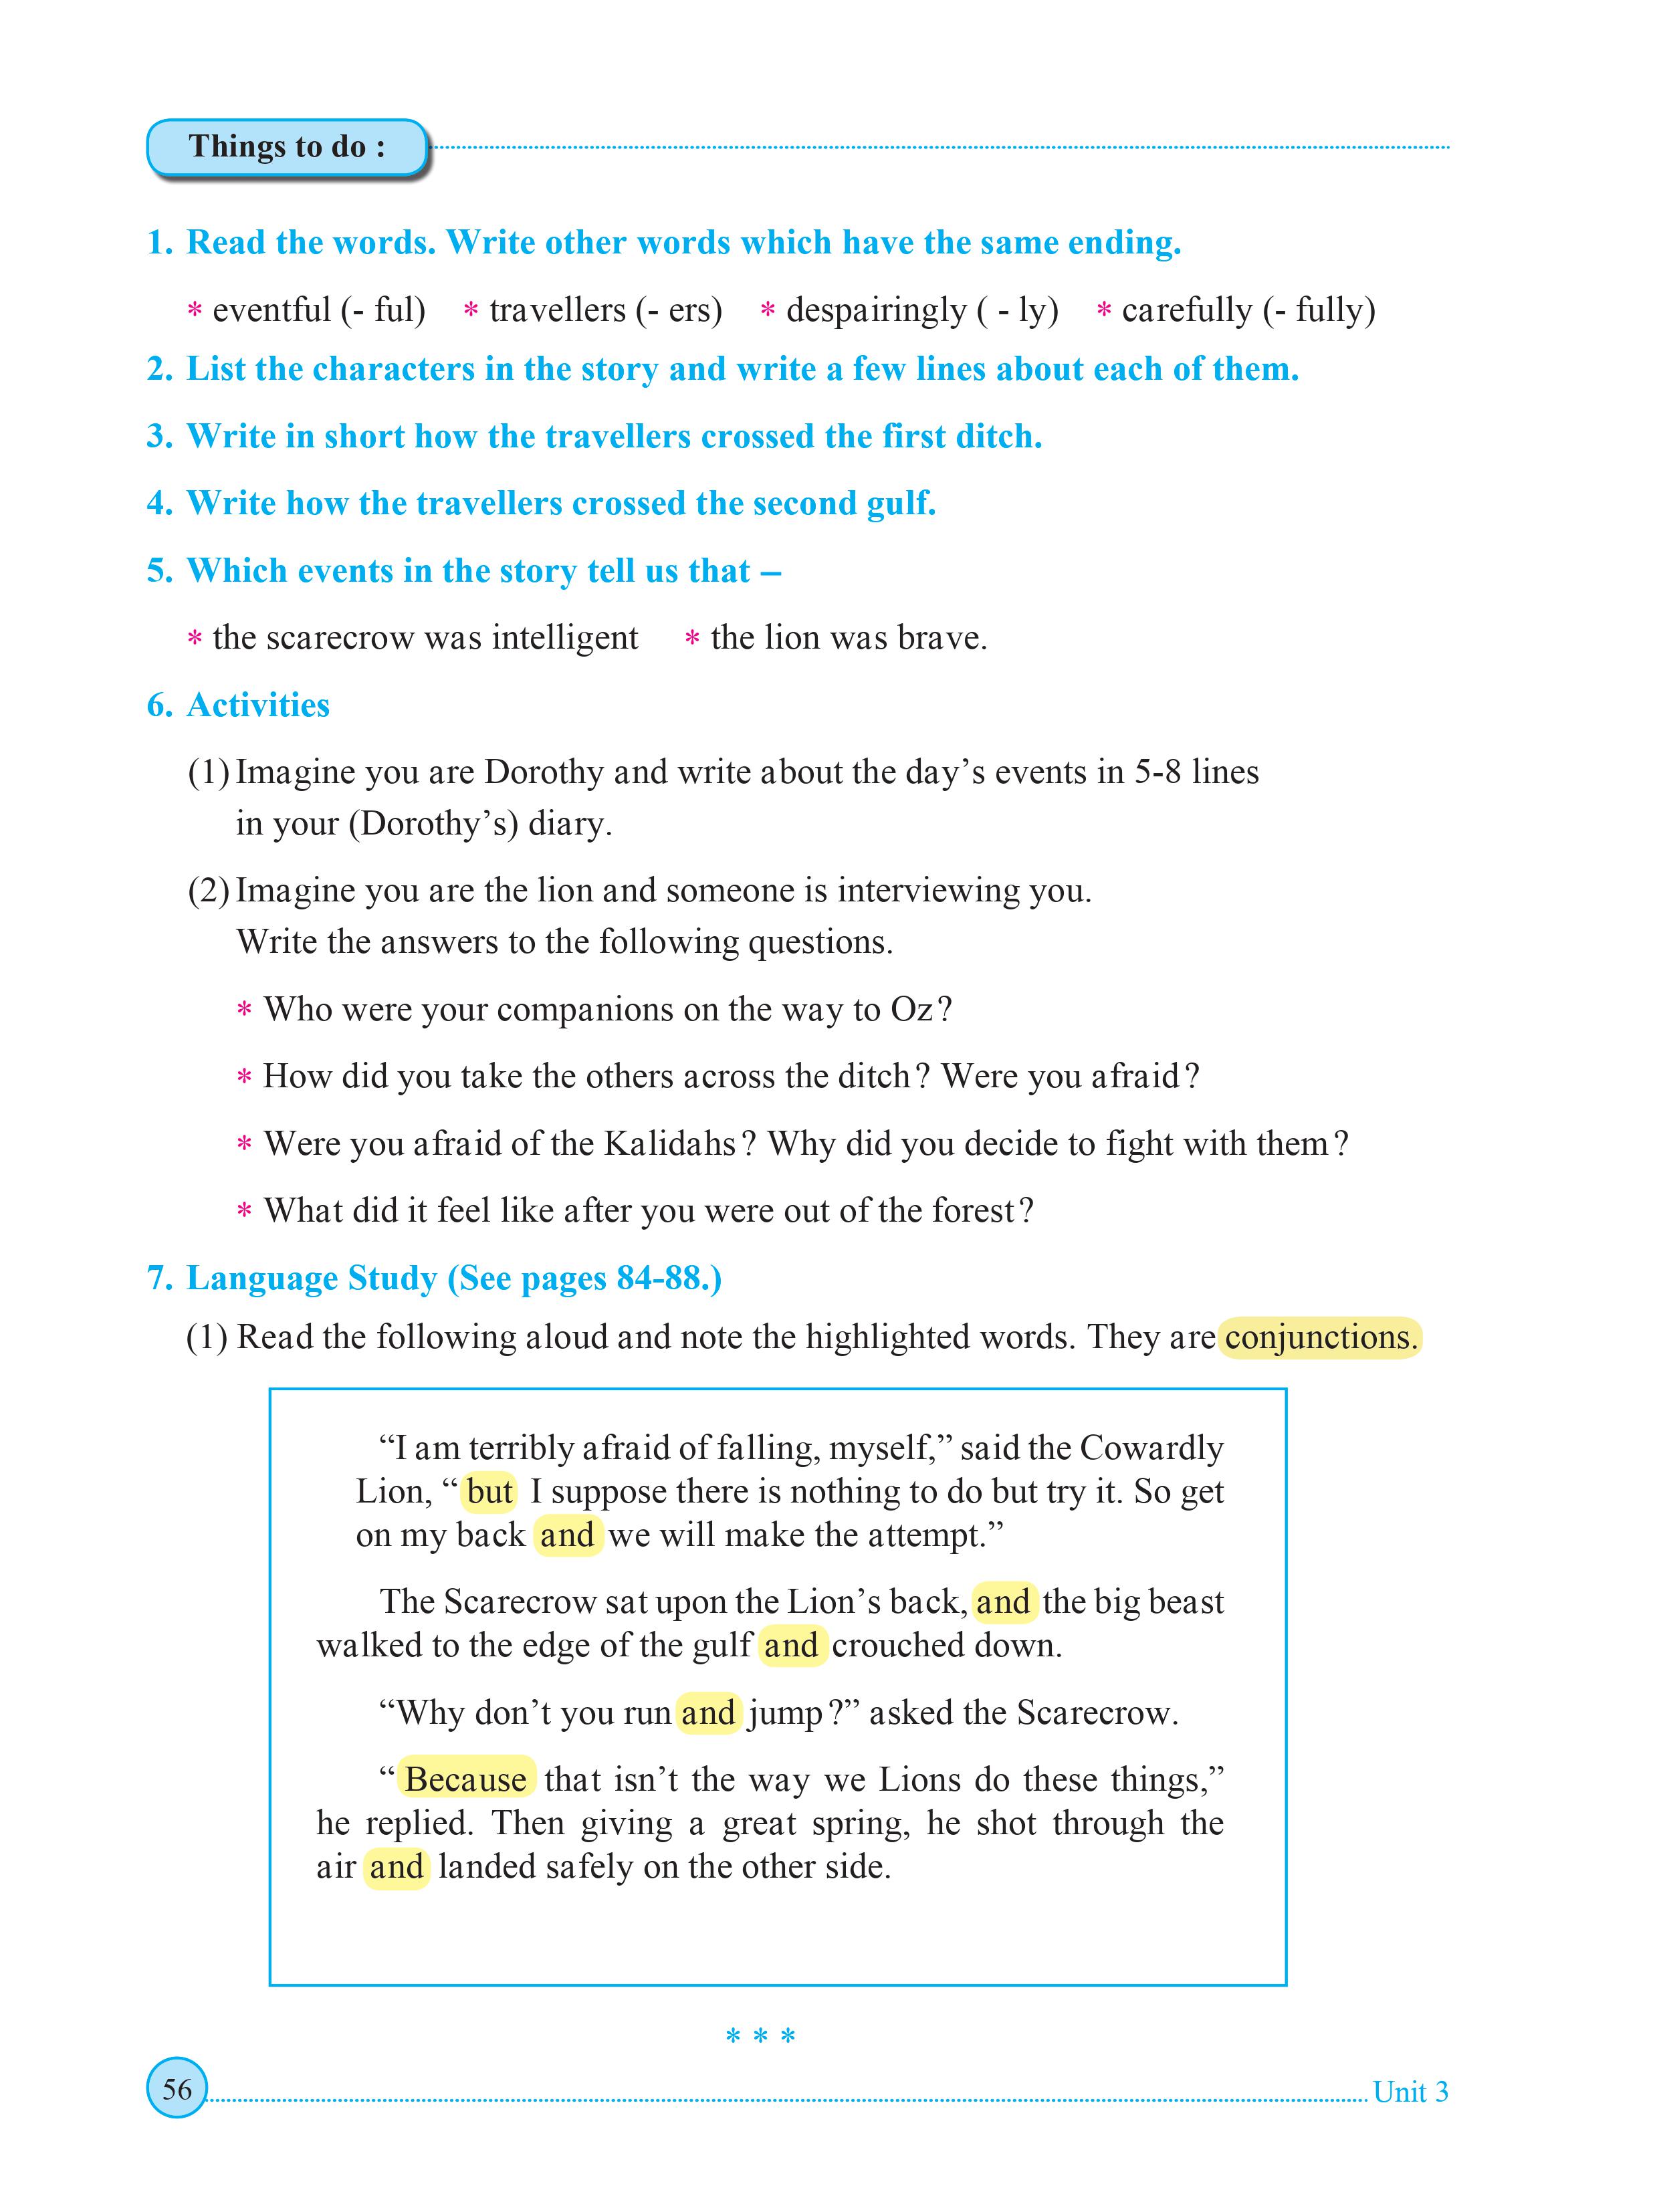 Things to do :
1. Read the words. Write other words which have the same ending.
* eventful (- ful) * travellers (- ers) * despairingly ( - ly) * carefully (- fully)
2. List the characters in the story and write a few lines about each of them.
3. Write in short how the travellers crossed the first ditch.
4. Write how the travellers crossed the second gulf.
5. Which events in the story tell us that –
* the scarecrow was intelligent * the lion was brave.
6. Activities
(1) Imagine you are Dorothy and write about the day’s events in 5-8 lines
in your (Dorothy’s) diary.
(2) Imagine you are the lion and someone is interviewing you.
Write the answers to the following questions.
* Who were your companions on the way to Oz?
* How did you take the others across the ditch? Were you afraid?
* Were you afraid of the Kalidahs? Why did you decide to fight with them?
* What did it feel like after you were out of the forest?
7. Language Study (See pages 84-88.)
(1) Read the following aloud and note the highlighted words. They are conjunctions.
“I am terribly afraid of falling, myself,” said the Cowardly
Lion, “ but I suppose there is nothing to do but try it. So get
on my back and we will make the attempt.”
The Scarecrow sat upon the Lion’s back, and the big beast
walked to the edge of the gulf and crouched down.
“Why don’t you run and jump?” asked the Scarecrow.
“ Because that isn’t the way we Lions do these things,”
he replied. Then giving a great spring, he shot through the
air and landed safely on the other side.
* * *
56
Unit 3